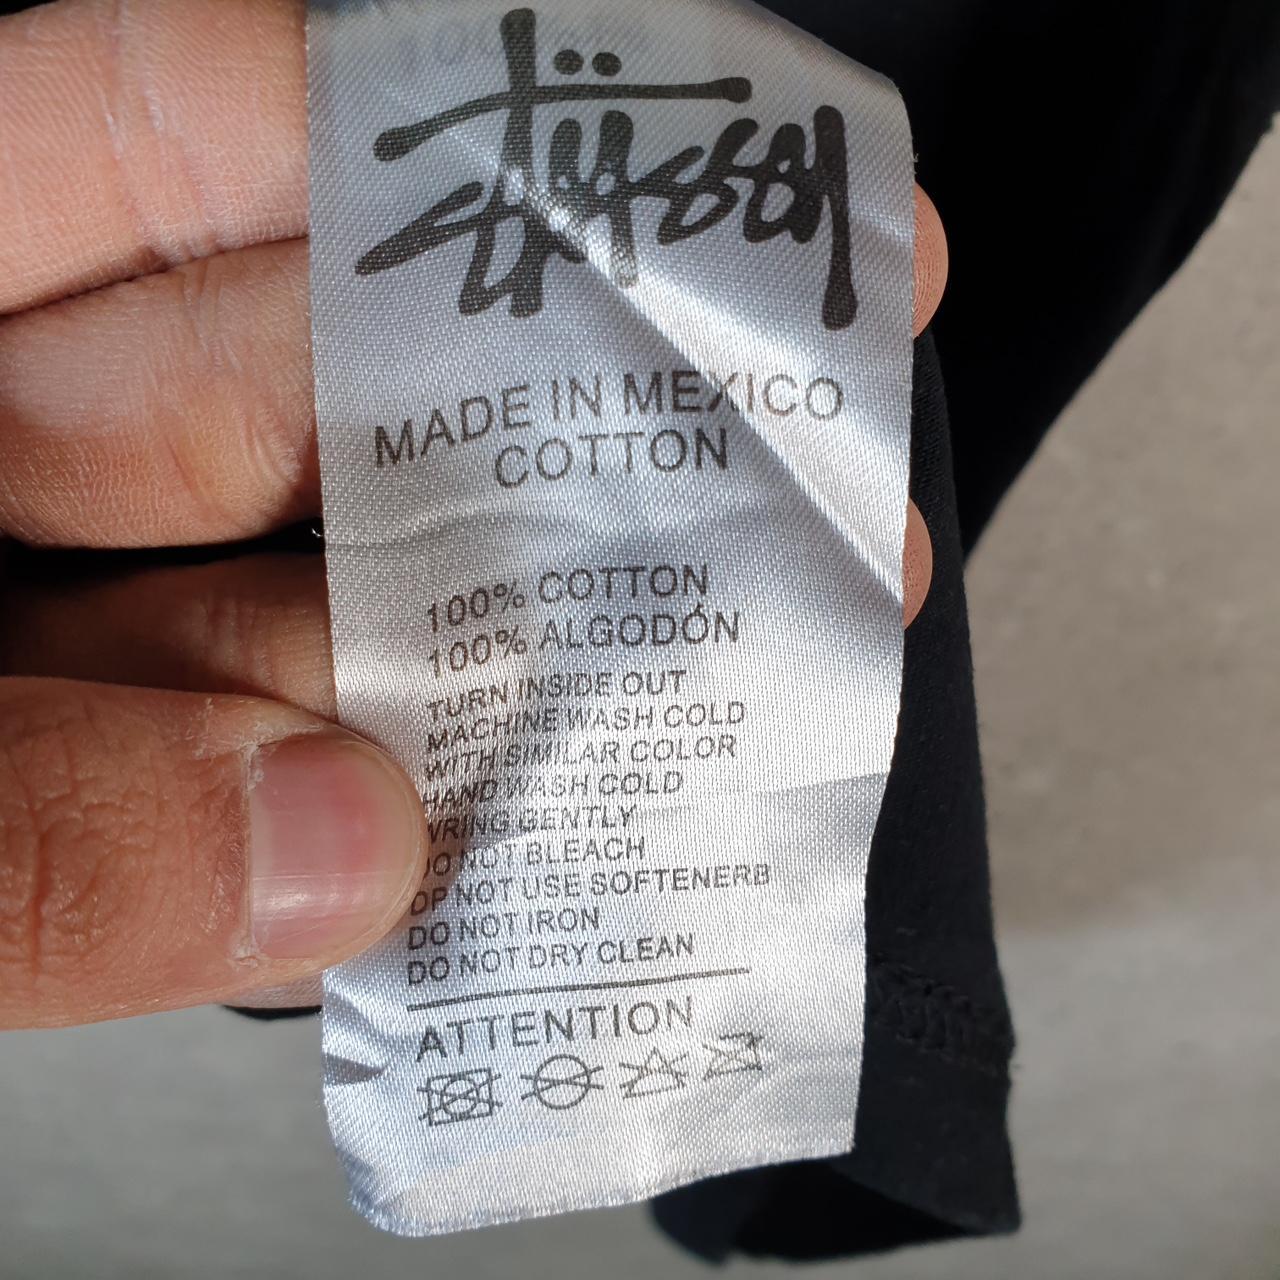 Stüssy
MADE IN MEXICO
COTTON
100% COTTON
100% ALGODÓN
TURN INSIDE OUT
MACHINE WASH COLD
WITH SIMILAR COLOR
HAND WASH COLD
WRING GENTLY
DO NOT BLEACH
DP NOT USE SOFTENERB
DO NOT IRON
DO NOT DRY CLEAN
ATTENTION